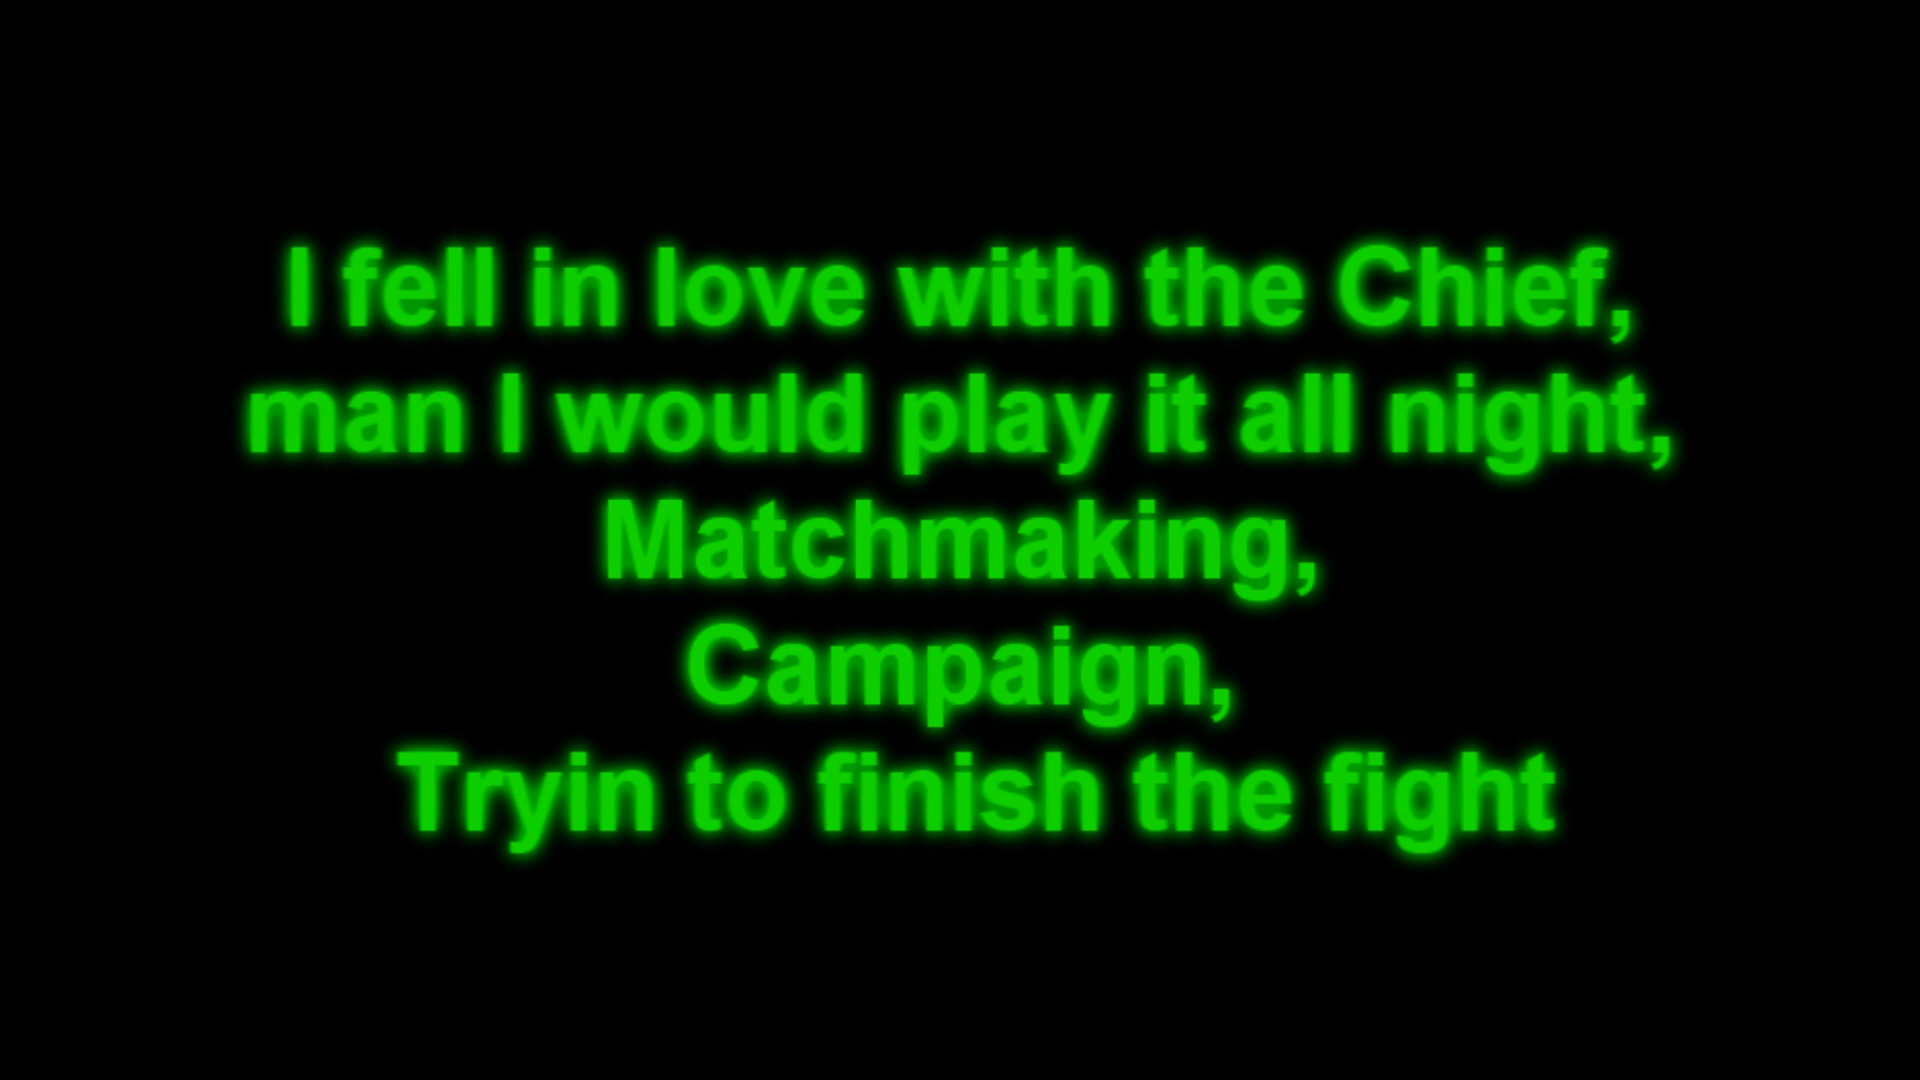 I fell in love with the Chief,
man I would play it all night,
Matchmaking,
Campaign,
Tryin to finish the fight